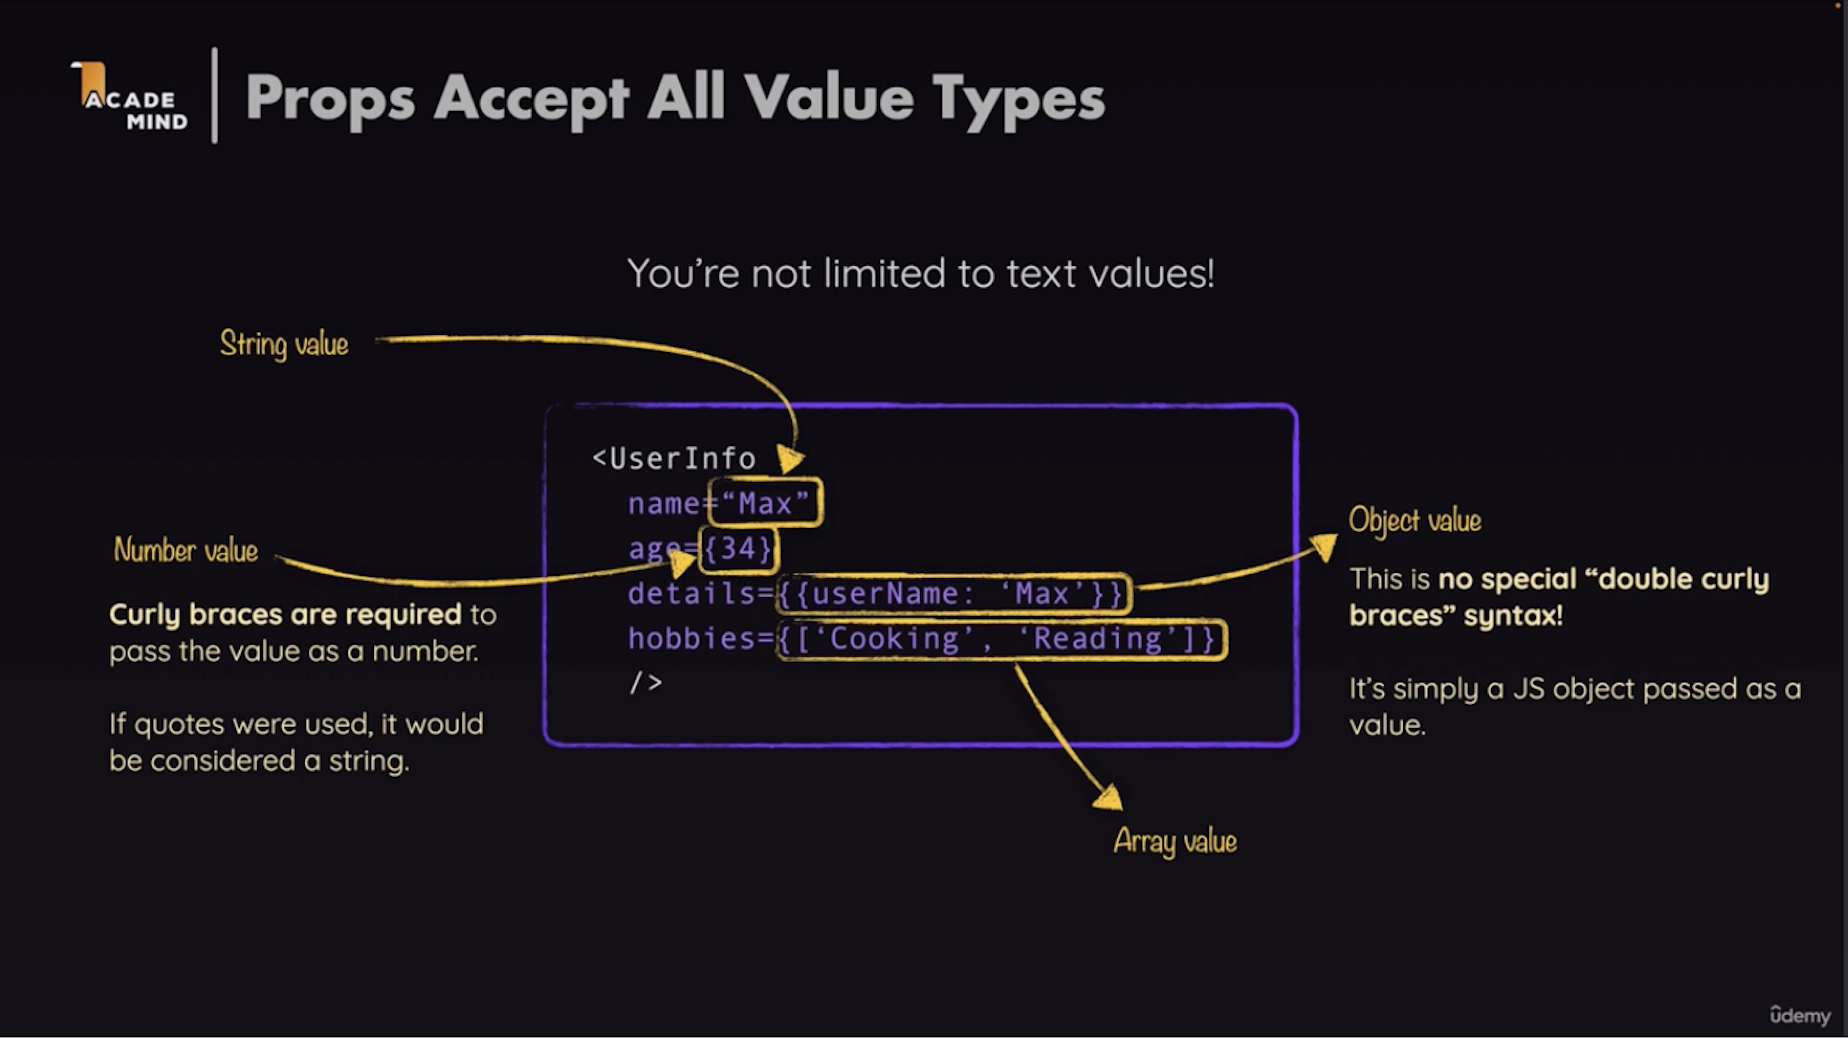 ACADE
MIND
Props Accept All Value Types
You’re not limited to text values!
String value
<UserInfo
name=“Max”
age={34}
details={{userName: ‘Max’}}
hobbies={[‘Cooking’, ‘Reading’]}
/>
Number value
Curly braces are required to
pass the value as a number.
If quotes were used, it would
be considered a string.
Object value
This is no special “double curly
braces” syntax!
It’s simply a JS object passed as a
value.
Array value
ûdemy